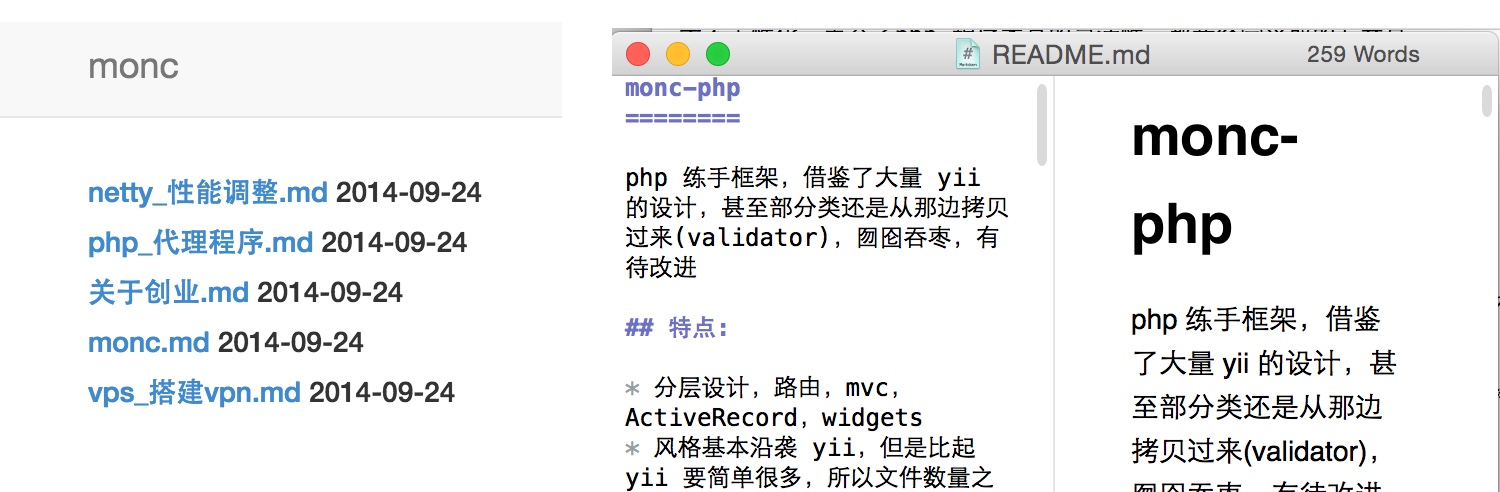 monc
netty_性能调整.md 2014-09-24
php_代理程序.md 2014-09-24
关于创业.md 2014-09-24
monc.md 2014-09-24
vps_搭建vpn.md 2014-09-24
README.md
259 Words
monc-php
========
php 练手框架，借鉴了大量 yii
的设计，甚至部分类还是从那边拷贝
过来(validator)，囫囵吞枣，有
待改进
## 特点:
* 分层设计，路由，mvc，
ActiveRecord，widgets
* 风格基本沿袭 yii，但是比起
yii 要简单很多，所以文件数量之
monc-
php
php 练手框架，借鉴
了大量 yii 的设计，甚
至部分类还是从那边
拷贝过来(validator)，
囫囵吞枣，有待改进